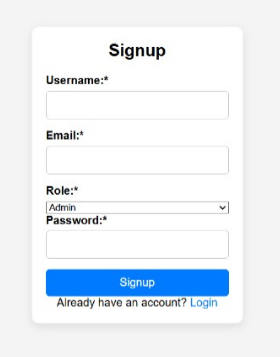 Signup
Username:*
Email:*
Role:*
Admin
Password:*
Signup
Already have an account? Login